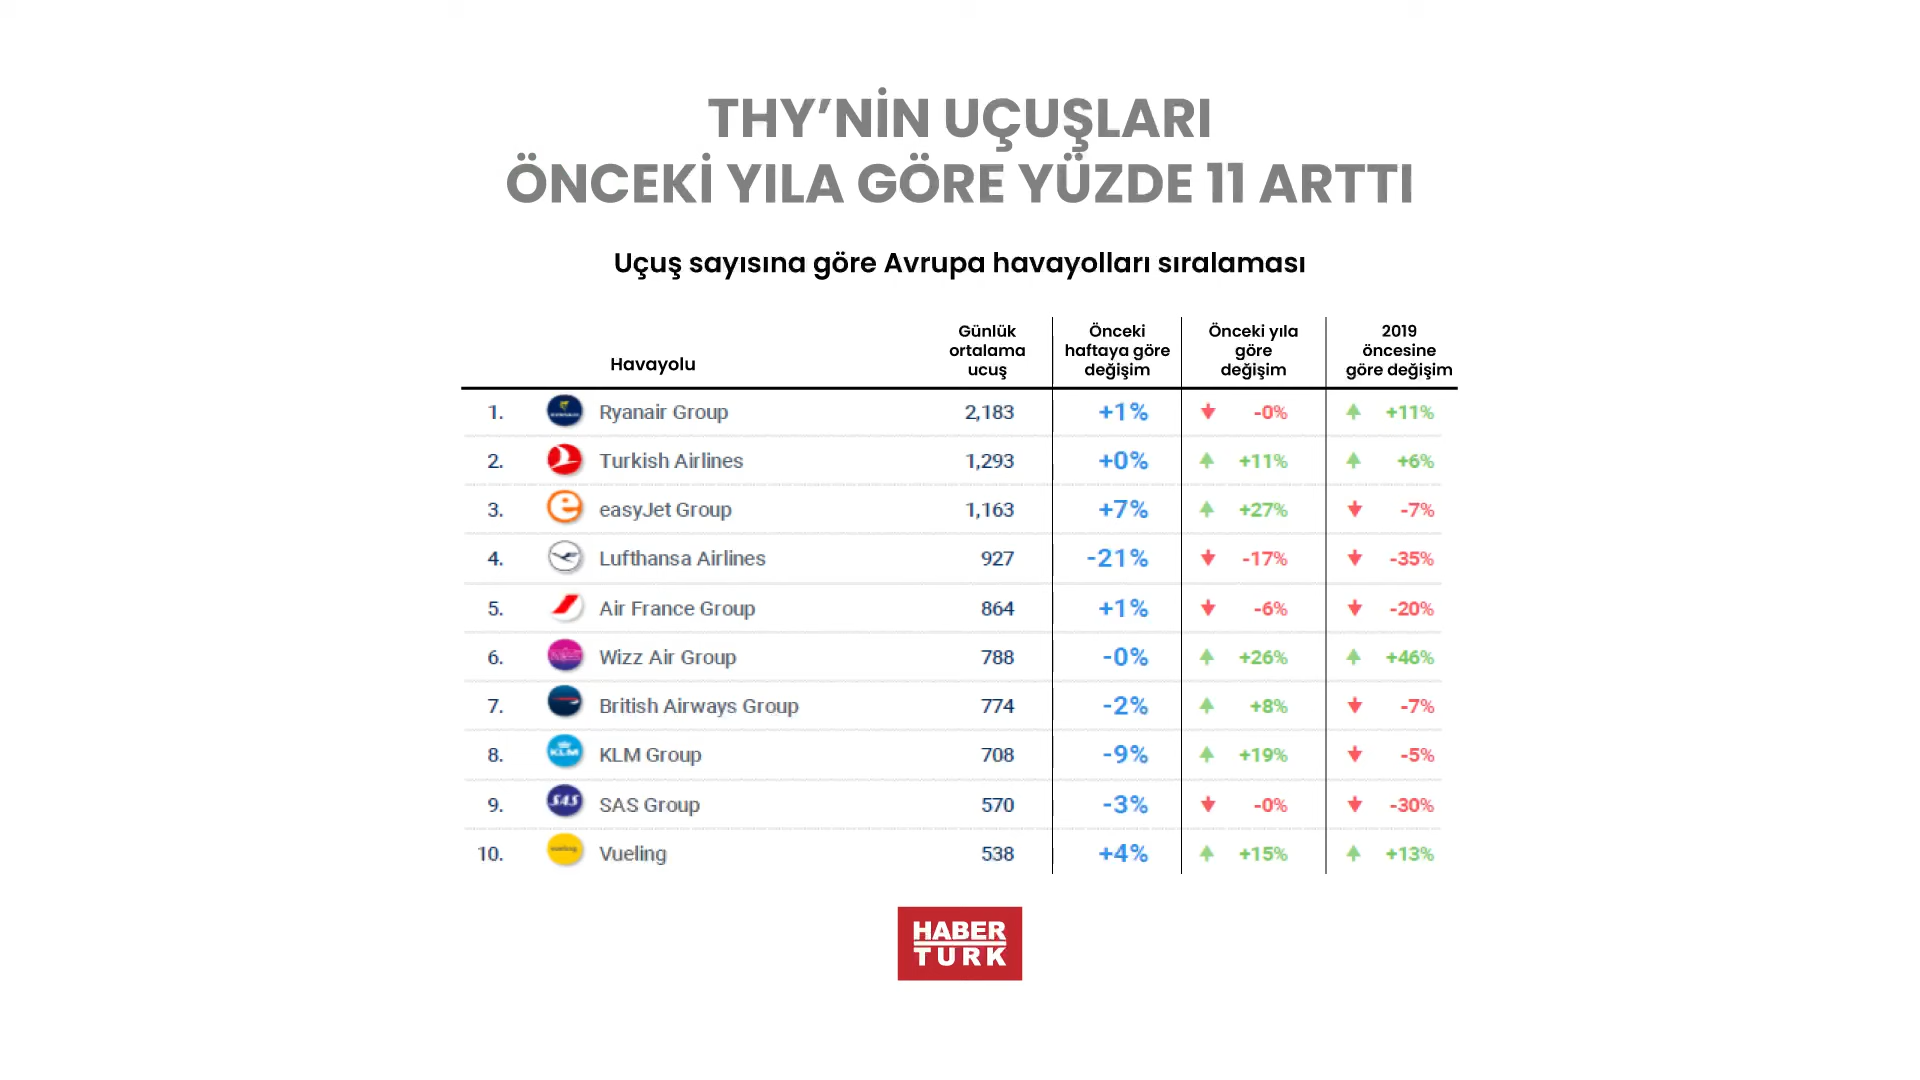 THY’NİN UÇUŞLARI
ÖNCEKİ YILA GÖRE YÜZDE 11 ARTTI
Uçuş sayısına göre Avrupa havayolları sıralaması
Havayolu
Günlük
ortalama
ucuş
Önceki
haftaya göre
değişim
Önceki yıla
göre
değişim
2019
öncesine
göre değişim
1. Ryanair Group 2,183 +1% -0% +11%
2. Turkish Airlines 1,293 +0% +11% +6%
3. easyJet Group 1,163 +7% +27% -7%
4. Lufthansa Airlines 927 -21% -17% -35%
5. Air France Group 864 +1% -6% -20%
6. Wizz Air Group 788 -0% +26% +46%
7. British Airways Group 774 -2% +8% -7%
8. KLM KLM Group 708 -9% +19% -5%
9. SAS SAS Group 570 -3% -0% -30%
10. vueling Vueling 538 +4% +15% +13%
HABER
TURK